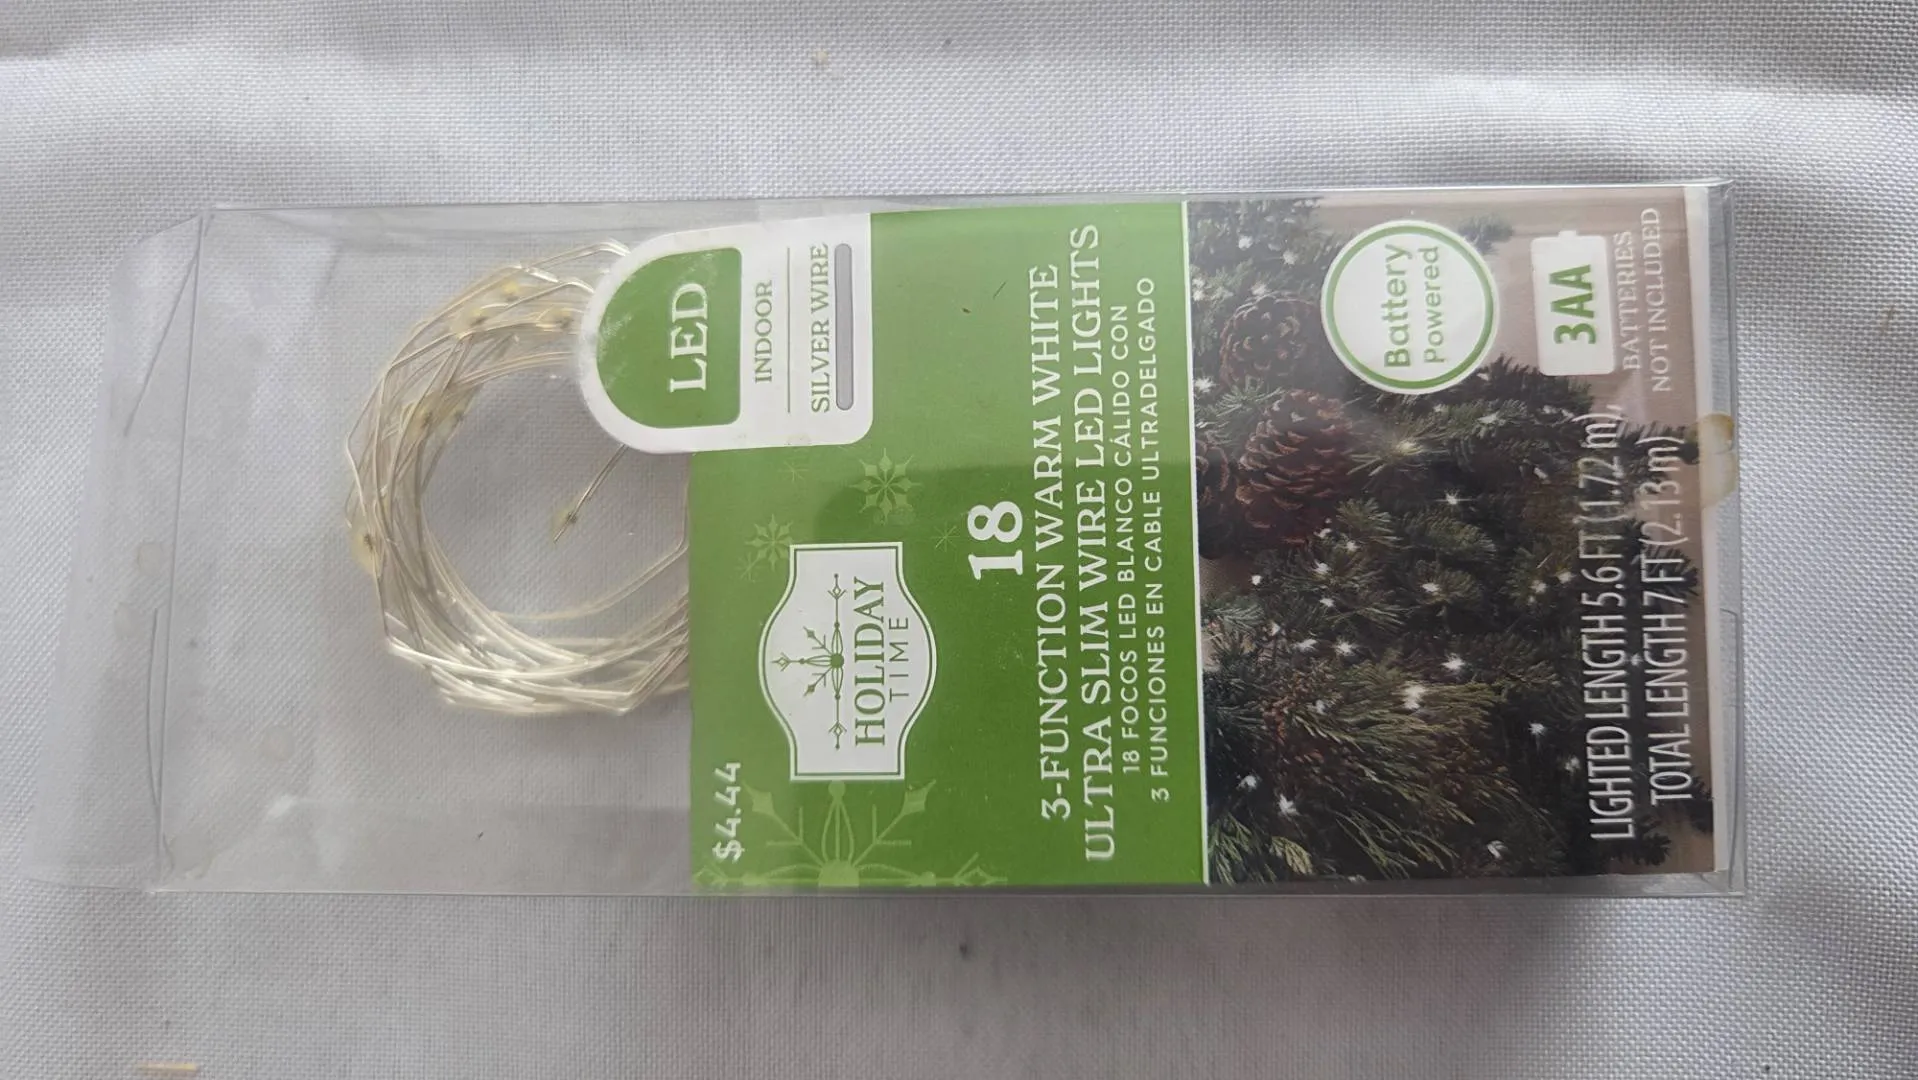 LED
INDOOR
SILVER WIRE
$4.44
HOLIDAY
TIME
18
3-FUNCTION WARM WHITE
ULTRA SLIM WIRE LED LIGHTS
18 FOCOS LED BLANCO CÁLIDO CON
3 FUNCIONES EN CABLE ULTRADELGADO
Battery
Powered
3AA
BATTERIES
NOT INCLUDED
LIGHTED LENGTH 5.6 FT (1.72 m),
TOTAL LENGTH 7 FT (2.13 m)